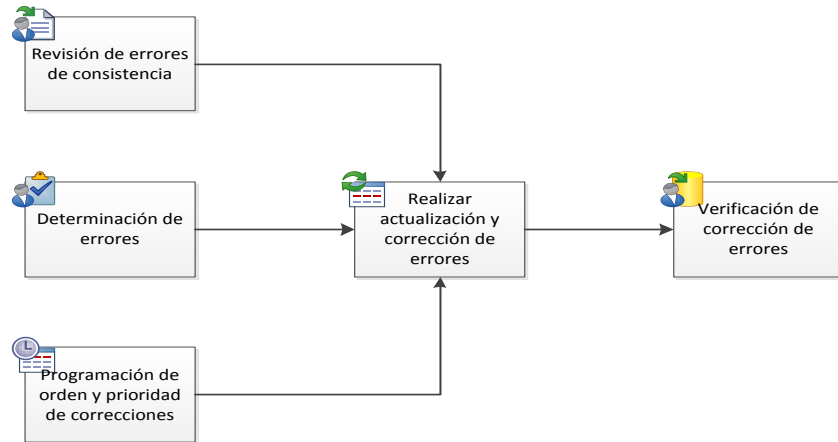 Revisión de errores
de consistencia
Determinación de
errores
Programación de
orden y prioridad
de correcciones
Realizar
actualización y
corrección de
errores
Verificación de
corrección de
errores